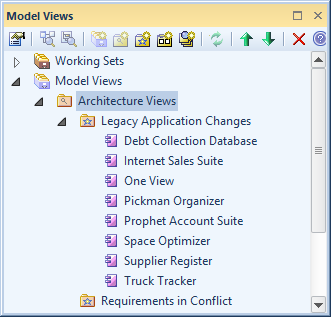 Model Views
Working Sets
Model Views
Architecture Views
Legacy Application Changes
Debt Collection Database
Internet Sales Suite
One View
Pickman Organizer
Prophet Account Suite
Space Optimizer
Supplier Register
Truck Tracker
Requirements in Conflict